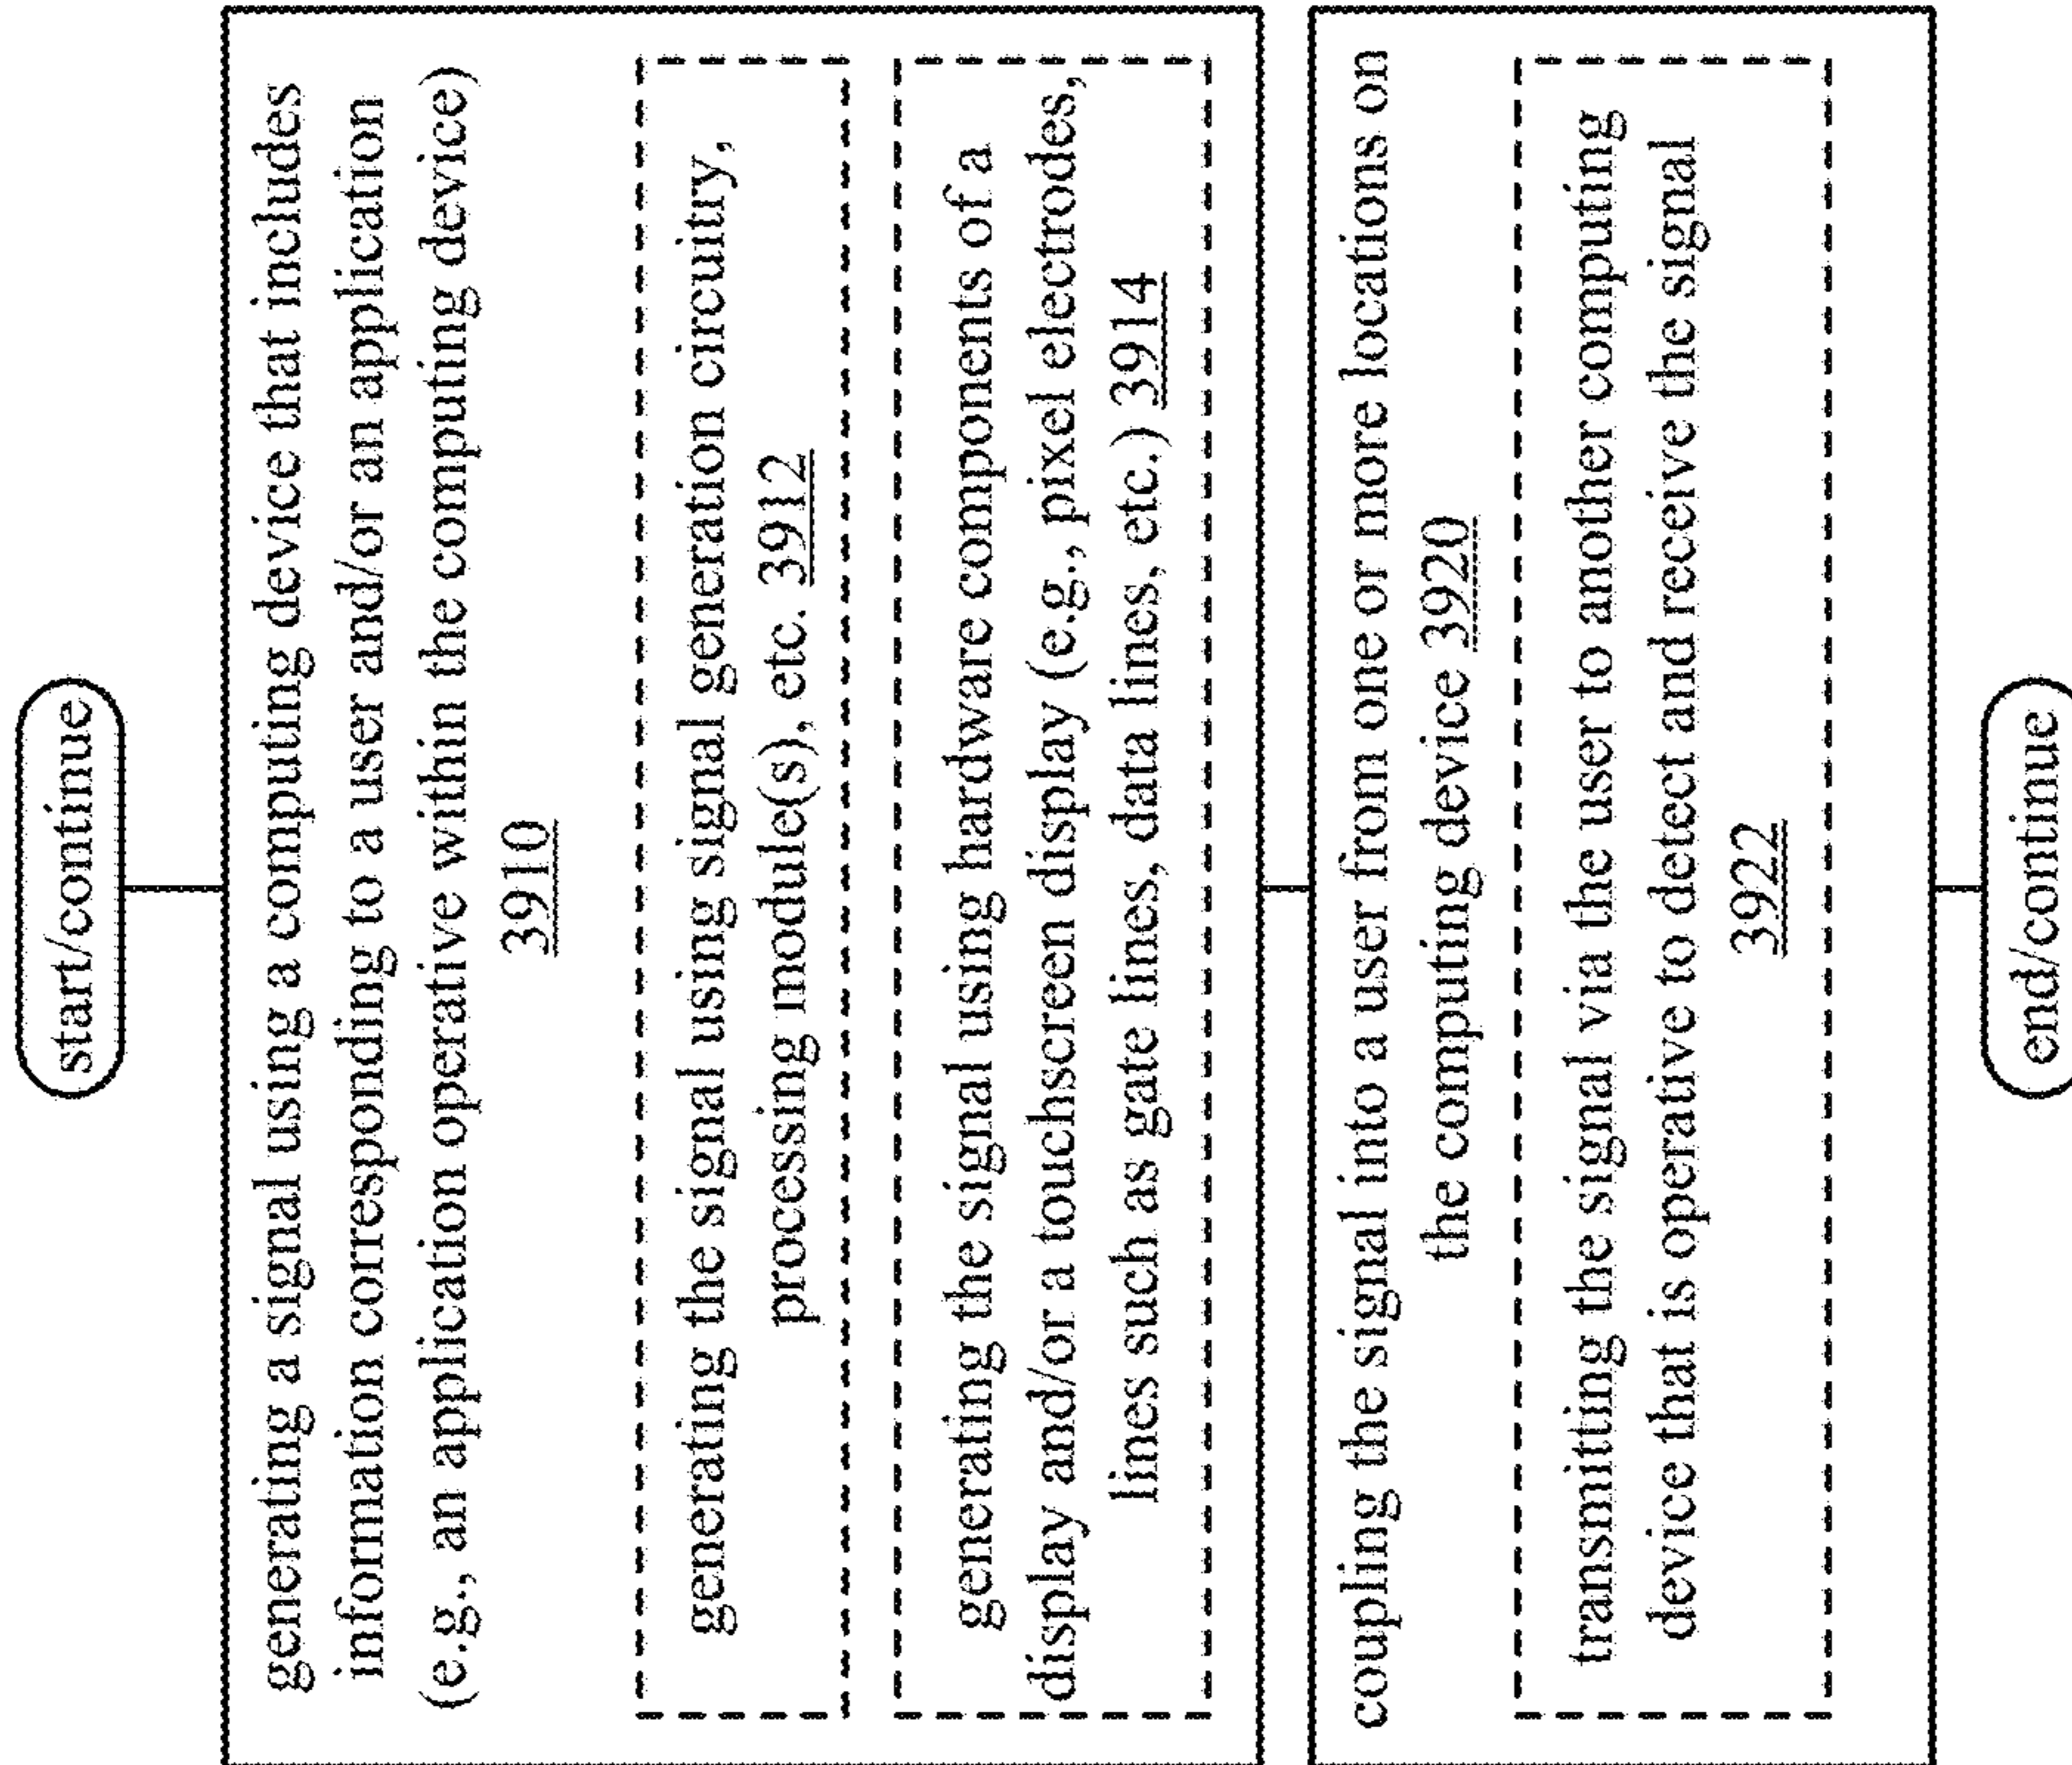 start/continue
generating a signal using a computing device that includes
information corresponding to a user and/or an application
(e.g., an application operative within the computing device)
3910
generating the signal using signal generation circuitry,
processing module(s), etc. 3912
generating the signal using hardware components of a
display and/or a touchscreen display (e.g., pixel electrodes,
lines such as gate lines, data lines, etc.) 3914
coupling the signal into a user from one or more locations on
the computing device 3920
transmitting the signal via the user to another computing
device that is operative to detect and receive the signal
3922
end/continue